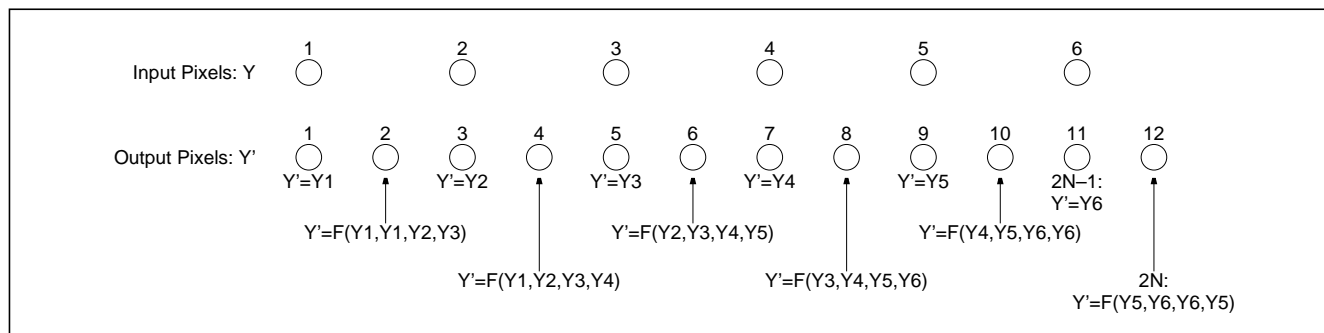 1 2 3 4 5 6
Input Pixels: Y
1 2 3 4 5 6 7 8 9 10 11 12
Output Pixels: Y'
Y'=Y1 Y'=Y2 Y'=Y3 Y'=Y4 Y'=Y5 2N–1:
Y'=Y6
Y'=F(Y1,Y1,Y2,Y3) Y'=F(Y2,Y3,Y4,Y5) Y'=F(Y4,Y5,Y6,Y6)
Y'=F(Y1,Y2,Y3,Y4) Y'=F(Y3,Y4,Y5,Y6) 2N:
Y'=F(Y5,Y6,Y6,Y5)